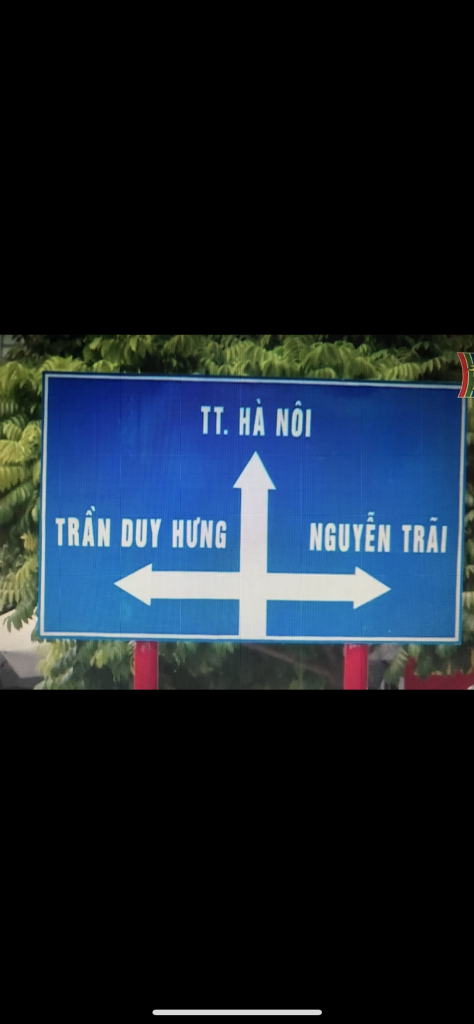 TT. HÀ NÔI
TRẦN DUY HƯNG
NGUYỄN TRÃI